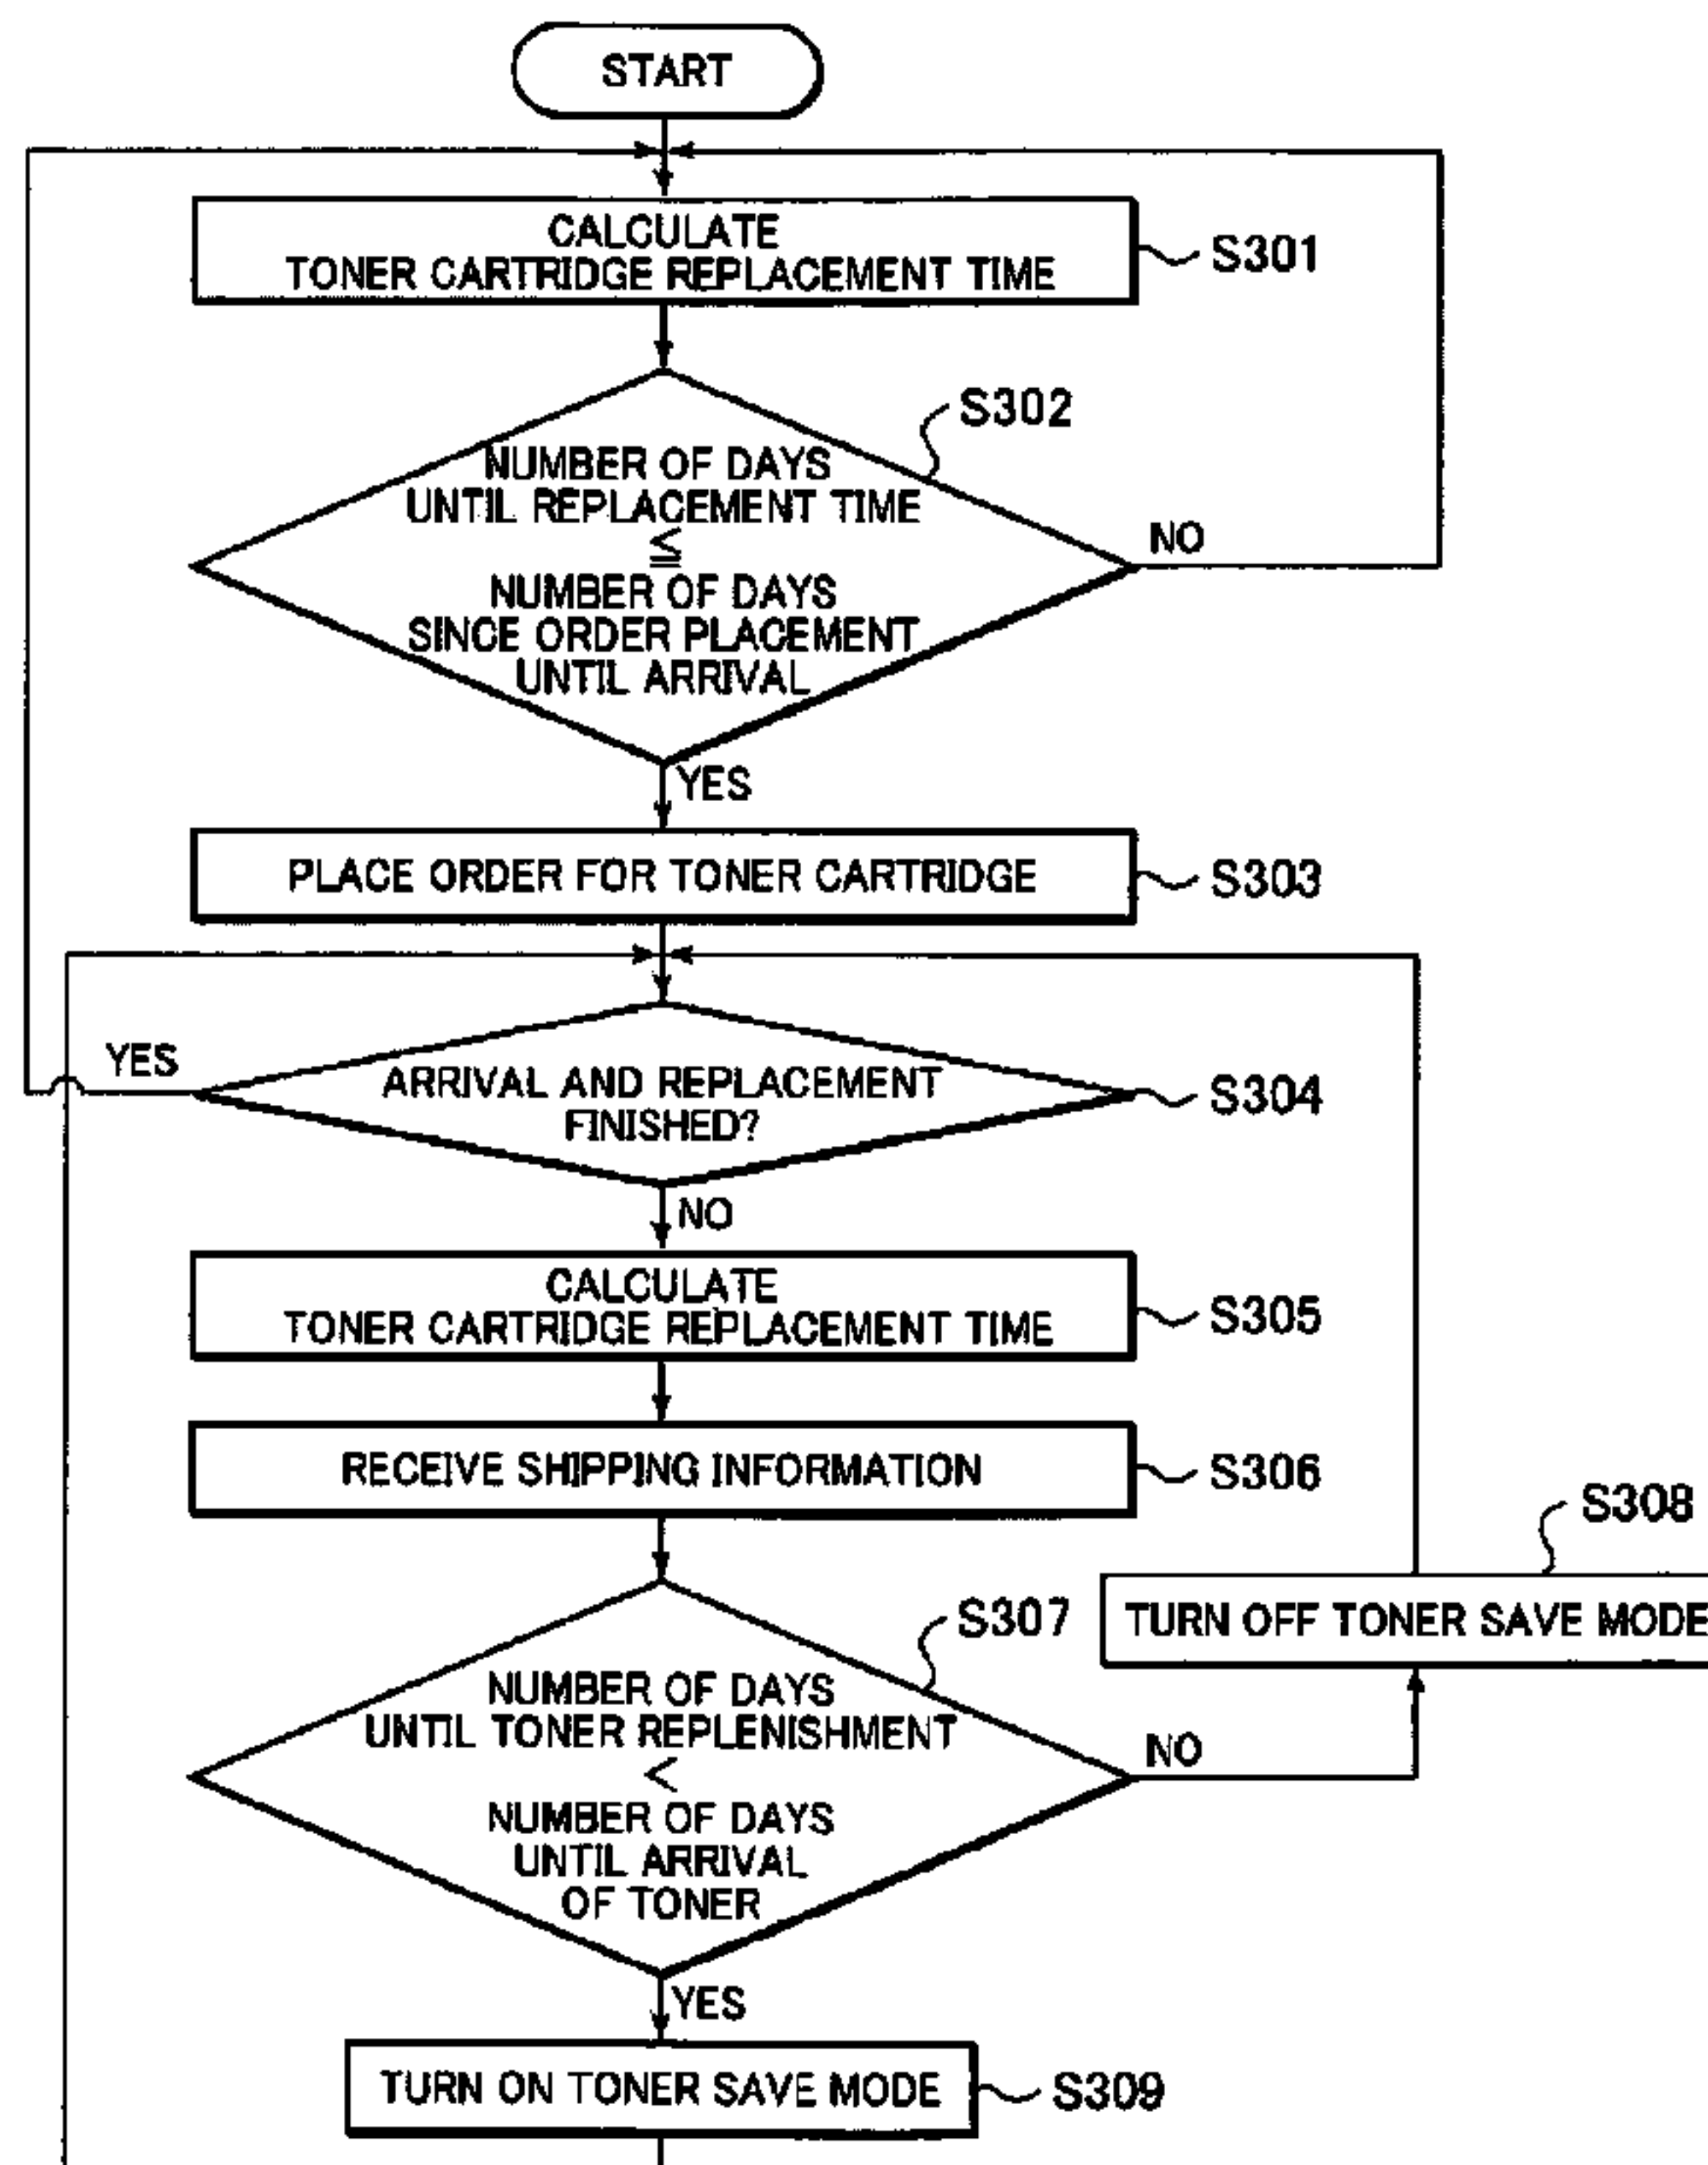 START
CALCULATE
TONER CARTRIDGE REPLACEMENT TIME
S301
S302
NUMBER OF DAYS
UNTIL REPLACEMENT TIME
≦
NUMBER OF DAYS
SINCE ORDER PLACEMENT
UNTIL ARRIVAL
NO
YES
PLACE ORDER FOR TONER CARTRIDGE
S303
YES
ARRIVAL AND REPLACEMENT
FINISHED?
S304
NO
CALCULATE
TONER CARTRIDGE REPLACEMENT TIME
S305
RECEIVE SHIPPING INFORMATION
S306
S308
TURN OFF TONER SAVE MODE
S307
NUMBER OF DAYS
UNTIL TONER REPLENISHMENT
<
NUMBER OF DAYS
UNTIL ARRIVAL
OF TONER
NO
YES
TURN ON TONER SAVE MODE
S309